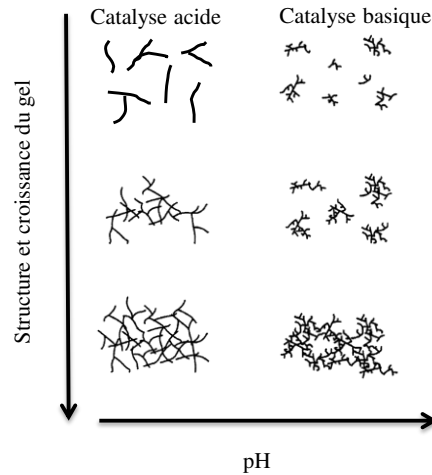 Catalyse acide
Catalyse basique
Structure et croissance du gel
pH